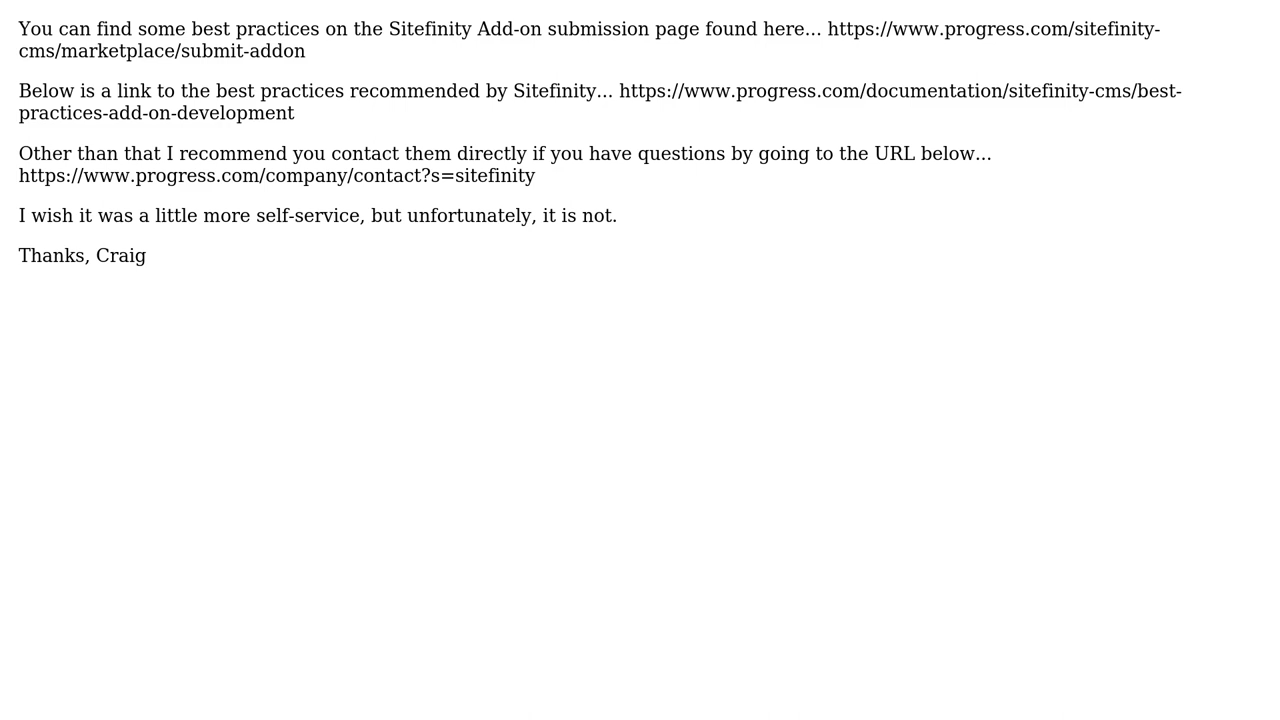 You can find some best practices on the Sitefinity Add-on submission page found here... https://www.progress.com/sitefinity-
cms/marketplace/submit-addon
Below is a link to the best practices recommended by Sitefinity... https://www.progress.com/documentation/sitefinity-cms/best-
practices-add-on-development
Other than that I recommend you contact them directly if you have questions by going to the URL below...
https://www.progress.com/company/contact?s=sitefinity
I wish it was a little more self-service, but unfortunately, it is not.
Thanks, Craig